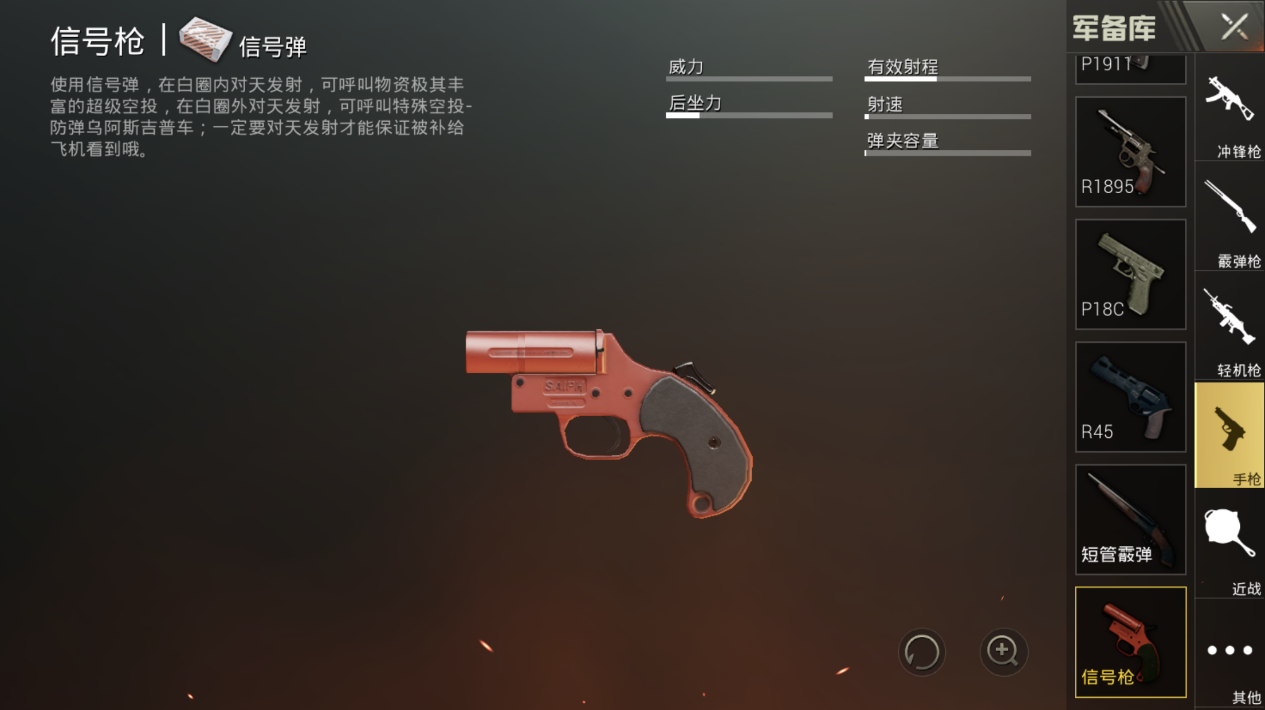 信号枪
信号弹
使用信号弹，在白圈内对天发射，可呼叫物资极其丰
富的超级空投，在白圈外对天发射，可呼叫特殊空投-
防弹乌阿斯吉普车；一定要对天发射才能保证被补给
飞机看到哦。
威力
有效射程
后坐力
射速
弹夹容量
SAIFA
军备库
P1911
R1895
P18C
R45
短管霰弹
信号枪
冲锋枪
霰弹枪
轻机枪
手枪
近战
其他